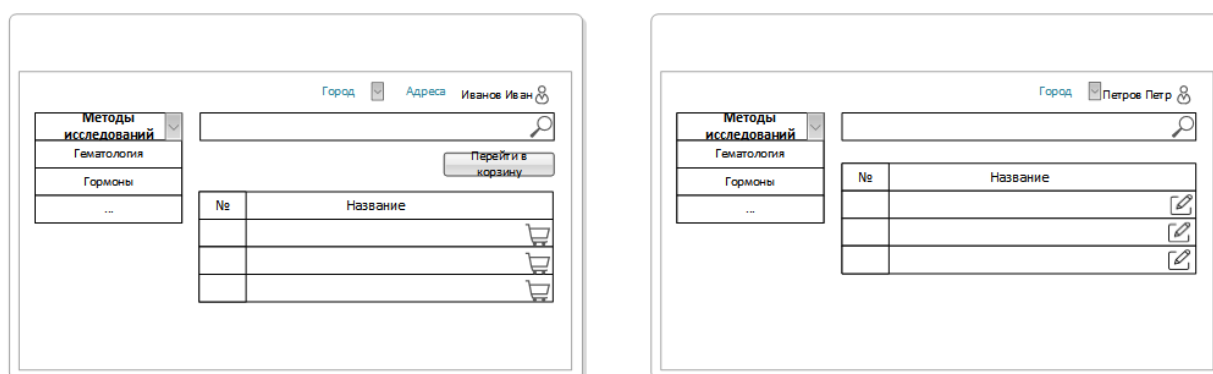 Город Адреса Иванов Иван
Методы
исследований
Гематология
Гормоны
...
Перейти в
корзину
№ Название
Город Петров Петр
Методы
исследований
Гематология
Гормоны
...
№ Название